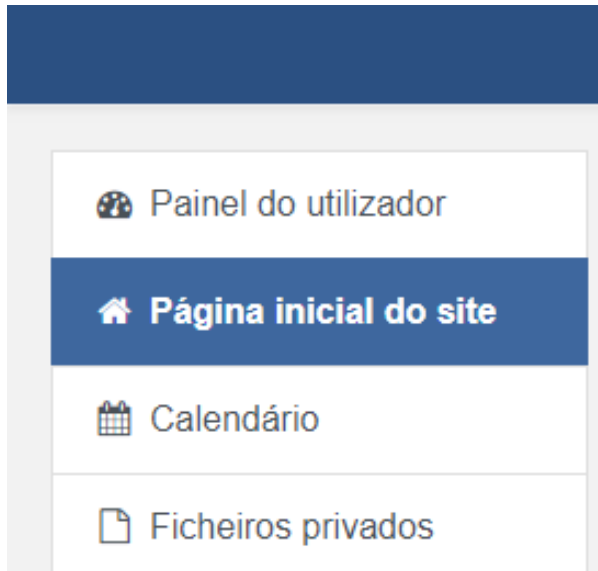 Painel do utilizador
Página inicial do site
Calendário
Ficheiros privados